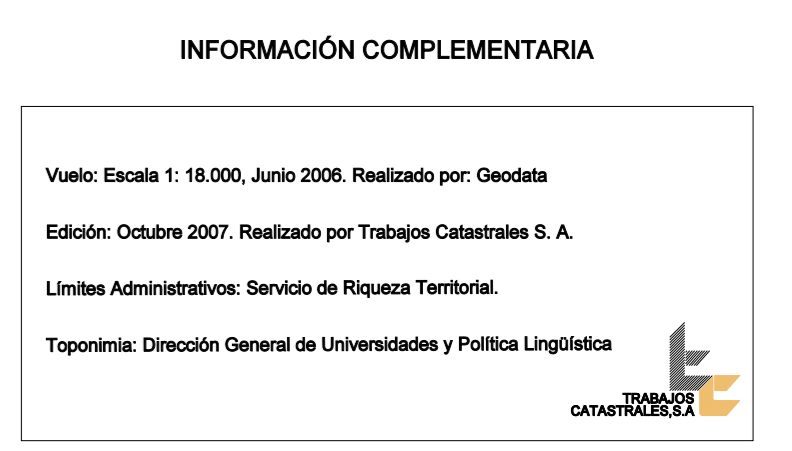 INFORMACIÓN COMPLEMENTARIA
Vuelo: Escala 1: 18.000, Junio 2006. Realizado por: Geodata
Edición: Octubre 2007. Realizado por Trabajos Catastrales S. A.
Límites Administrativos: Servicio de Riqueza Territorial.
Toponimia: Dirección General de Universidades y Política Lingüística
TRABAJOS
CATASTRALES,S.A